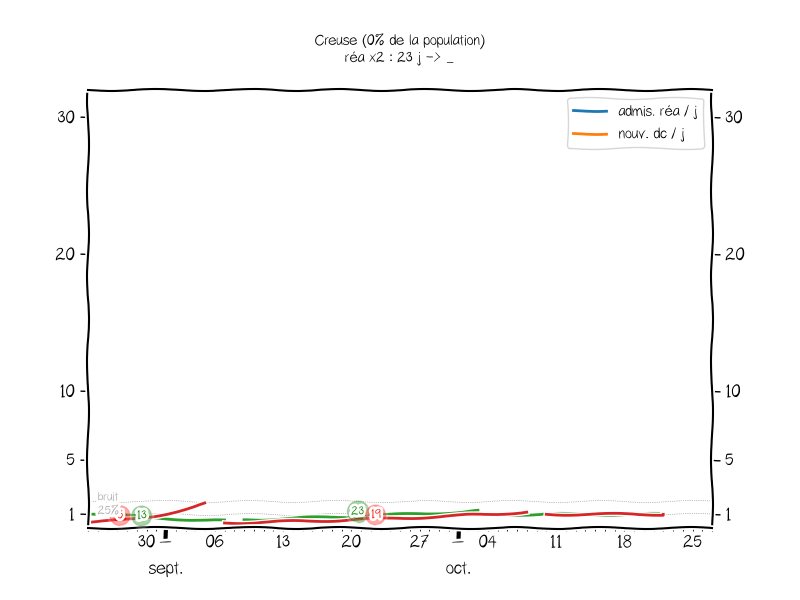 Creuse (0% de la population)
réa x2 : 23 j -> _
admis. réa / j
nouv. dc / j
30 30
20 20
10 10
5 5
1 1
bruit
25%
13
23
19
30 06 13 20 27 04 11 18 25
sept. oct.